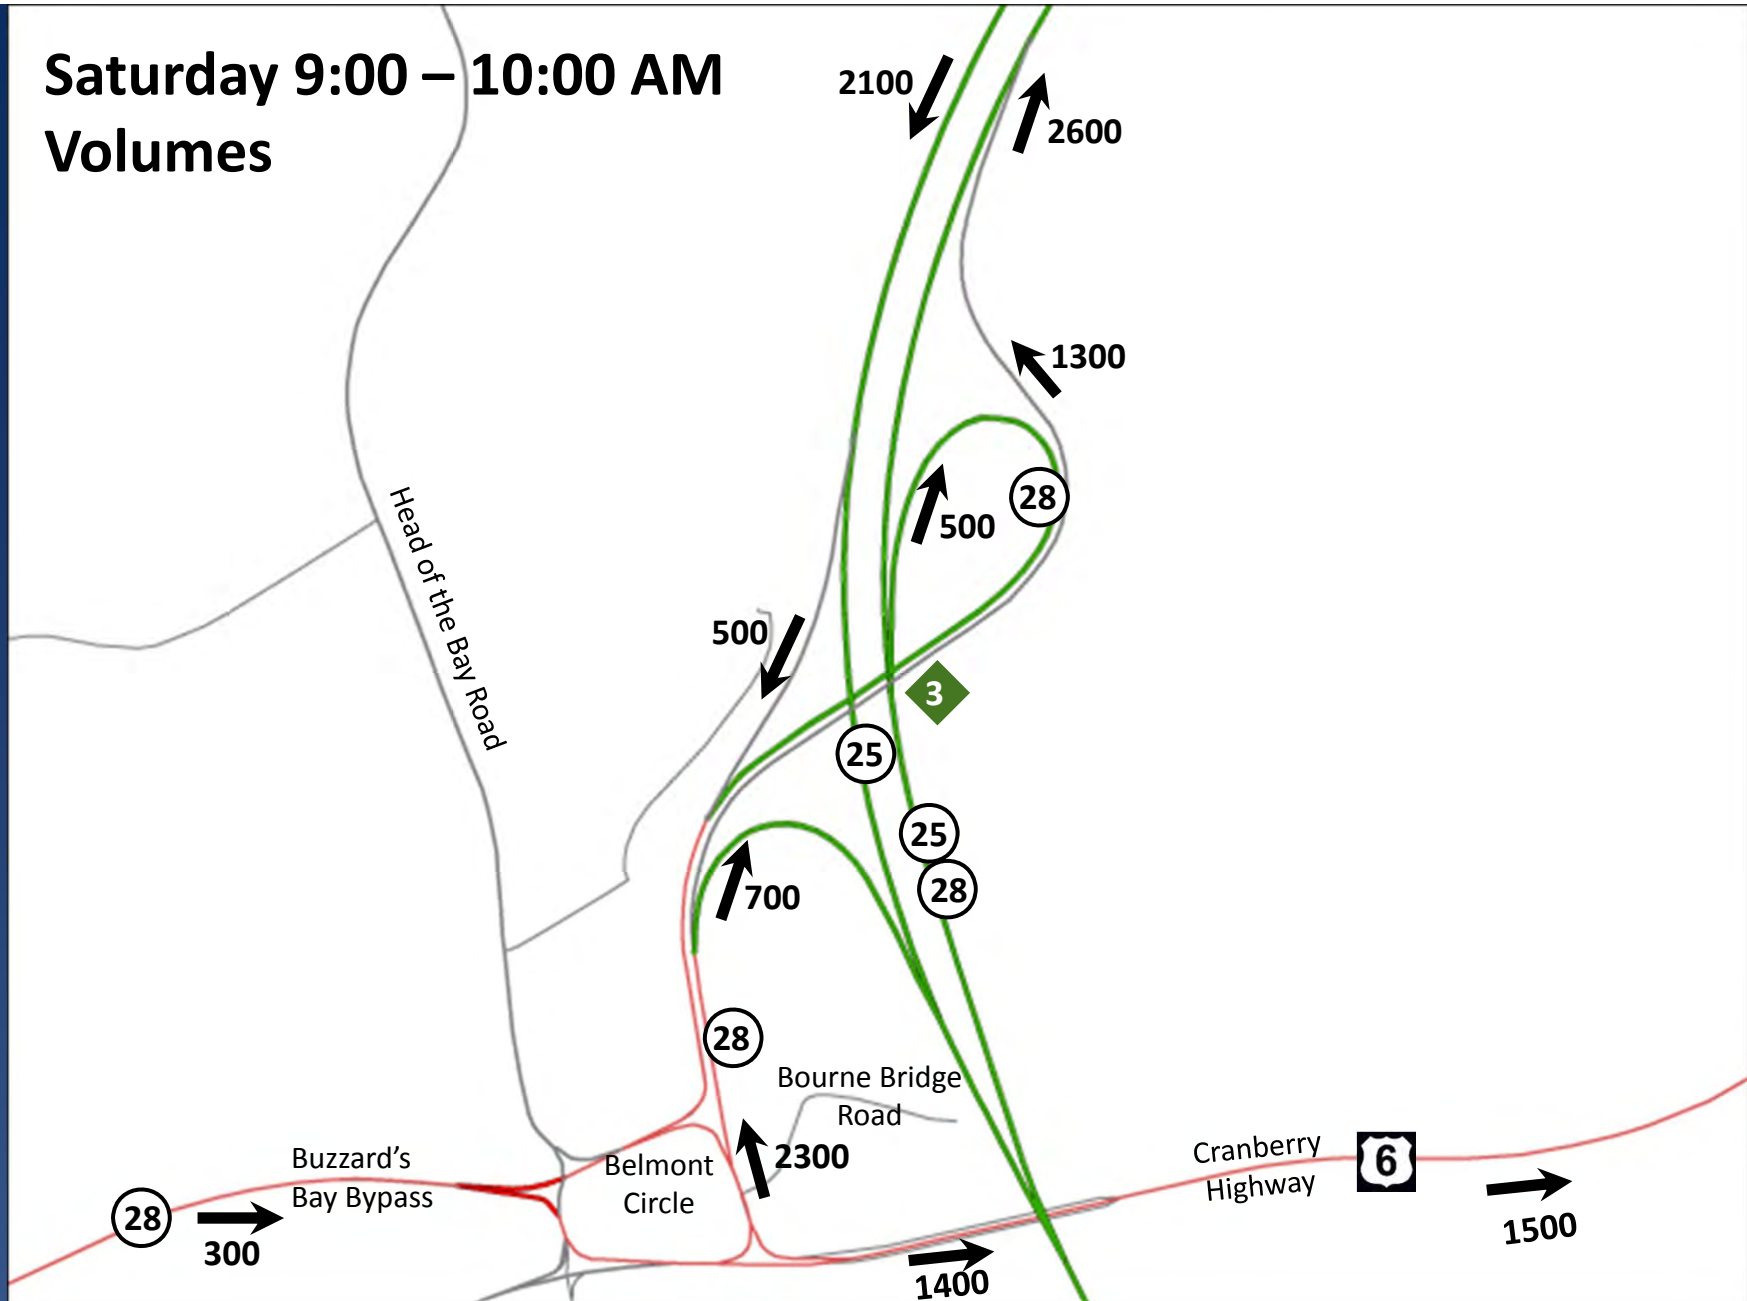 Saturday 9:00 – 10:00 AM
Volumes
2100
2600
1300
28
500
Head of the Bay Road
500
3
25
25
28
700
28
Bourne Bridge
Road
2300
Buzzard's
Bay Bypass
Belmont
Circle
Cranberry
Highway
6
28
300
1400
1500